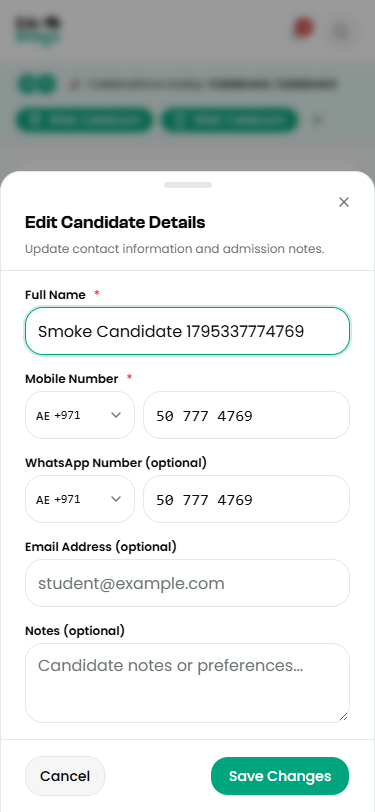 Edit Candidate Details
Update contact information and admission notes.
Full Name *
Smoke Candidate 1795337774769
Mobile Number *
AE +971 50 777 4769
WhatsApp Number (optional)
AE +971 50 777 4769
Email Address (optional)
student@example.com
Notes (optional)
Candidate notes or preferences...
Cancel Save Changes